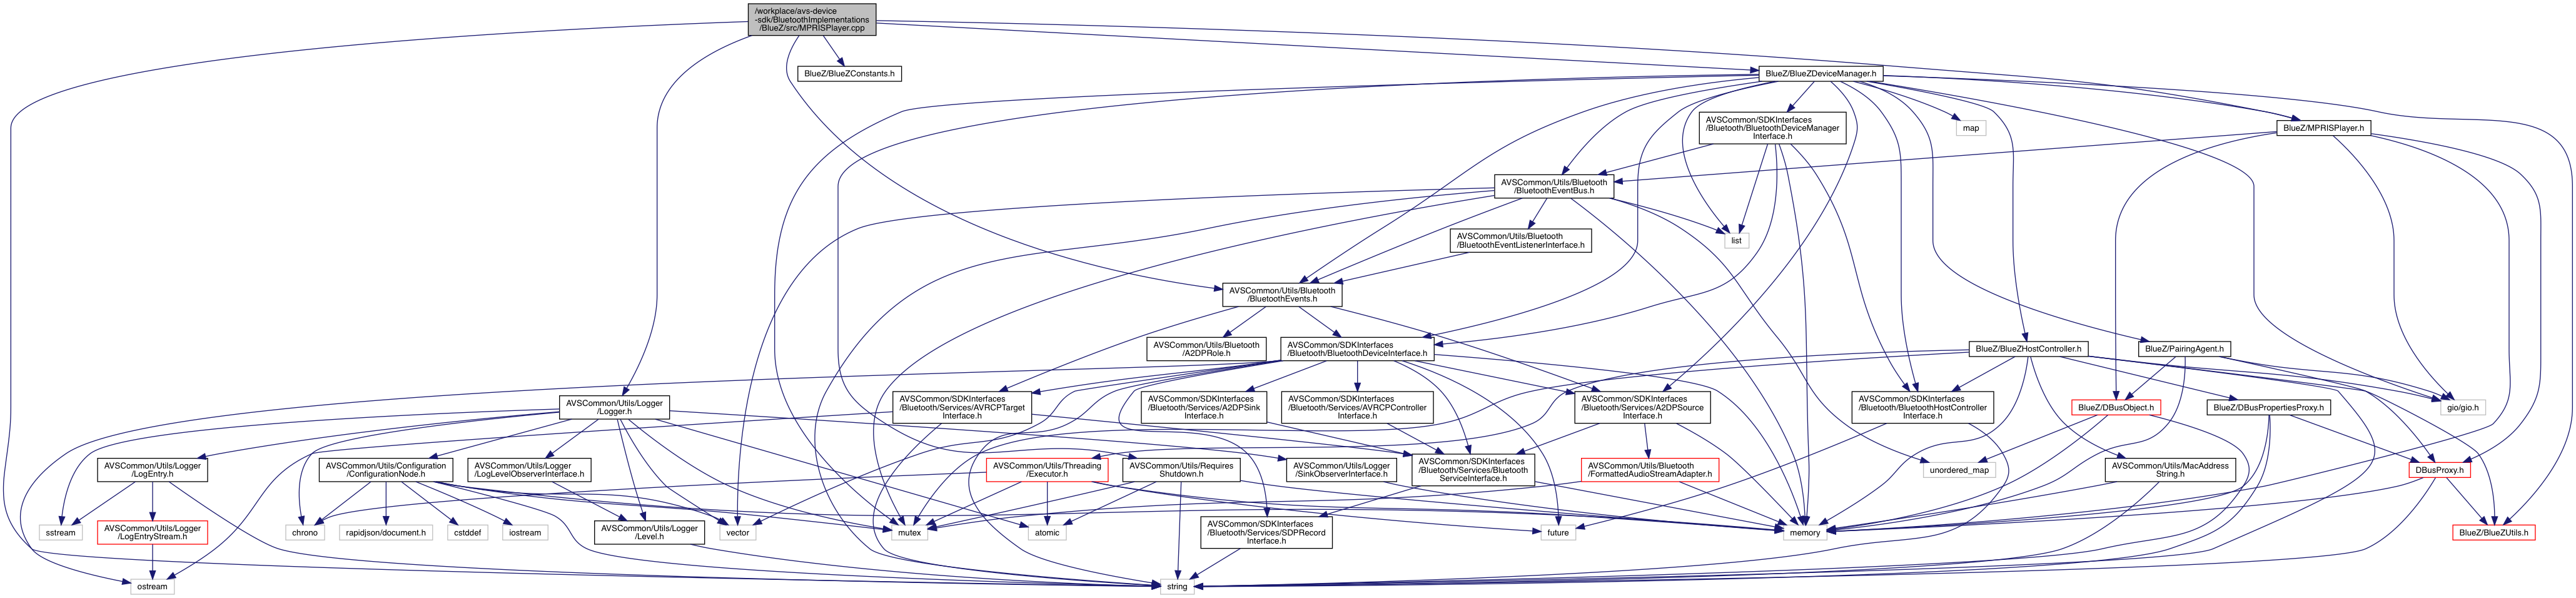 /workplace/avs-device
-sdk/BluetoothImplementations
/BlueZ/src/MPRISPlayer.cpp
BlueZ/BlueZConstants.h
BlueZ/BlueZDeviceManager.h
AVSCommon/SDKInterfaces
/Bluetooth/BluetoothDeviceManager
Interface.h
map
BlueZ/MPRISPlayer.h
AVSCommon/Utils/Bluetooth
/BluetoothEventBus.h
AVSCommon/Utils/Bluetooth
/BluetoothEventListenerInterface.h
list
AVSCommon/Utils/Bluetooth
/BluetoothEvents.h
AVSCommon/Utils/Bluetooth
/A2DPRole.h
AVSCommon/SDKInterfaces
/Bluetooth/BluetoothDeviceInterface.h
BlueZ/BlueZHostController.h
BlueZ/PairingAgent.h
AVSCommon/Utils/Logger
/Logger.h
AVSCommon/SDKInterfaces
/Bluetooth/Services/AVRCPTarget
Interface.h
AVSCommon/SDKInterfaces
/Bluetooth/Services/A2DPSink
Interface.h
AVSCommon/SDKInterfaces
/Bluetooth/Services/AVRCPController
Interface.h
AVSCommon/SDKInterfaces
/Bluetooth/Services/A2DPSource
Interface.h
AVSCommon/SDKInterfaces
/Bluetooth/BluetoothHostController
Interface.h
BlueZ/DBusObject.h
BlueZ/DBusPropertiesProxy.h
gio/gio.h
AVSCommon/Utils/Logger
/LogEntry.h
AVSCommon/Utils/Configuration
/ConfigurationNode.h
AVSCommon/Utils/Logger
/LogLevelObserverInterface.h
AVSCommon/Utils/Threading
/Executor.h
AVSCommon/Utils/Requires
Shutdown.h
AVSCommon/Utils/Logger
/SinkObserverInterface.h
AVSCommon/SDKInterfaces
/Bluetooth/Services/Bluetooth
ServiceInterface.h
AVSCommon/Utils/Bluetooth
/FormattedAudioStreamAdapter.h
unordered_map
AVSCommon/Utils/MacAddress
String.h
DBusProxy.h
sstream
AVSCommon/Utils/Logger
/LogEntryStream.h
chrono
rapidjson/document.h
cstddef
iostream
AVSCommon/Utils/Logger
/Level.h
vector
mutex
atomic
AVSCommon/SDKInterfaces
/Bluetooth/Services/SDPRecord
Interface.h
future
memory
BlueZ/BlueZUtils.h
ostream
string